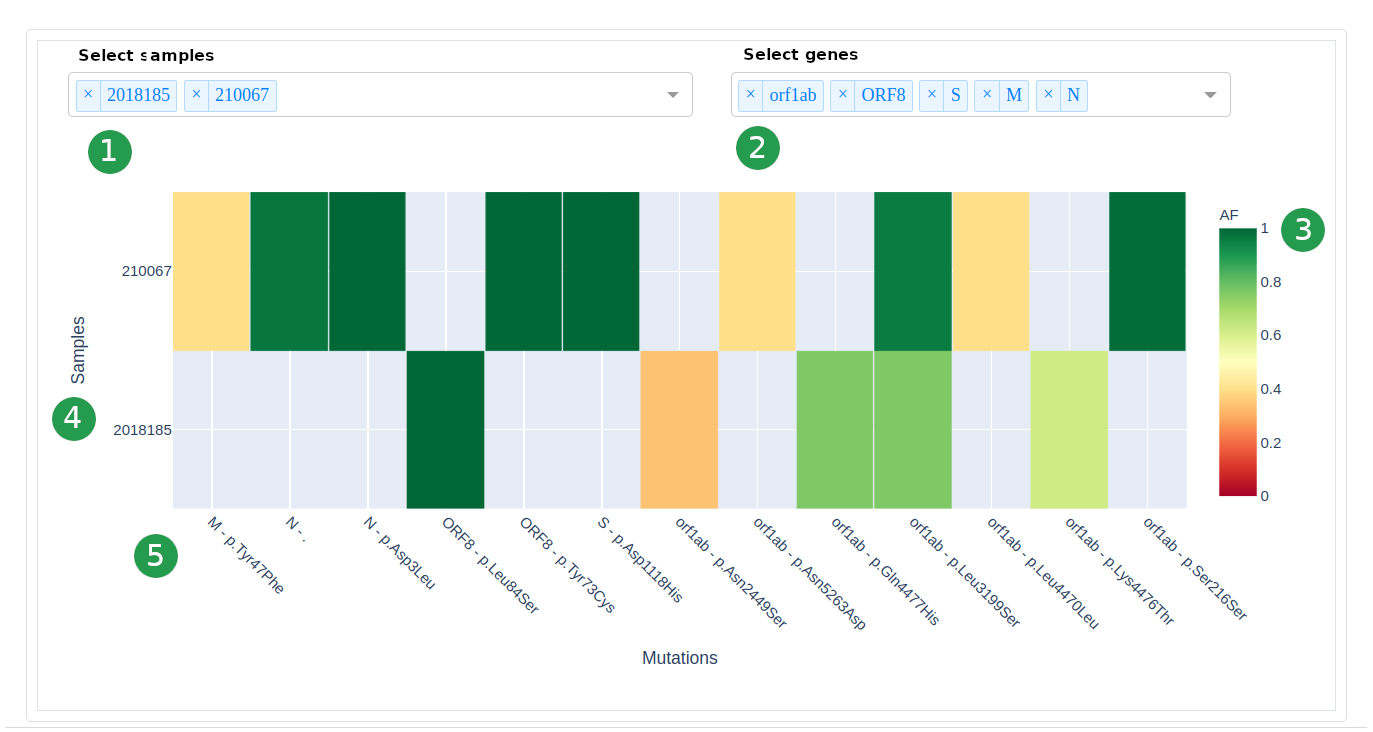 Select samples
Select genes
× 2018185 × 210067
× orf1ab × ORF8 × S × M × N
1
2
AF
3
1
0.8
0.6
0.4
0.2
0
210067
2018185
Samples
4
5
M - p.Tyr47Phe
N - .
N - p.Asp3Leu
ORF8 - p.Leu84Ser
ORF8 - p.Tyr73Cys
S - p.Asp1118His
orf1ab - p.Asn2449Ser
orf1ab - p.Asn5263Asp
orf1ab - p.Gln4477His
orf1ab - p.Leu3199Ser
orf1ab - p.Leu4470Leu
orf1ab - p.Lys4476Thr
orf1ab - p.Ser216Ser
Mutations